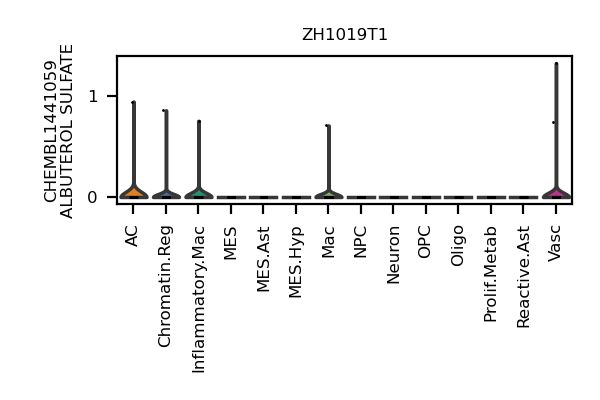 ZH1019T1
CHEMBL1441059
ALBUTEROL SULFATE
1
0
AC
Chromatin.Reg
Inflammatory.Mac
MES
MES.Ast
MES.Hyp
Mac
NPC
Neuron
OPC
Oligo
Prolif.Metab
Reactive.Ast
Vasc